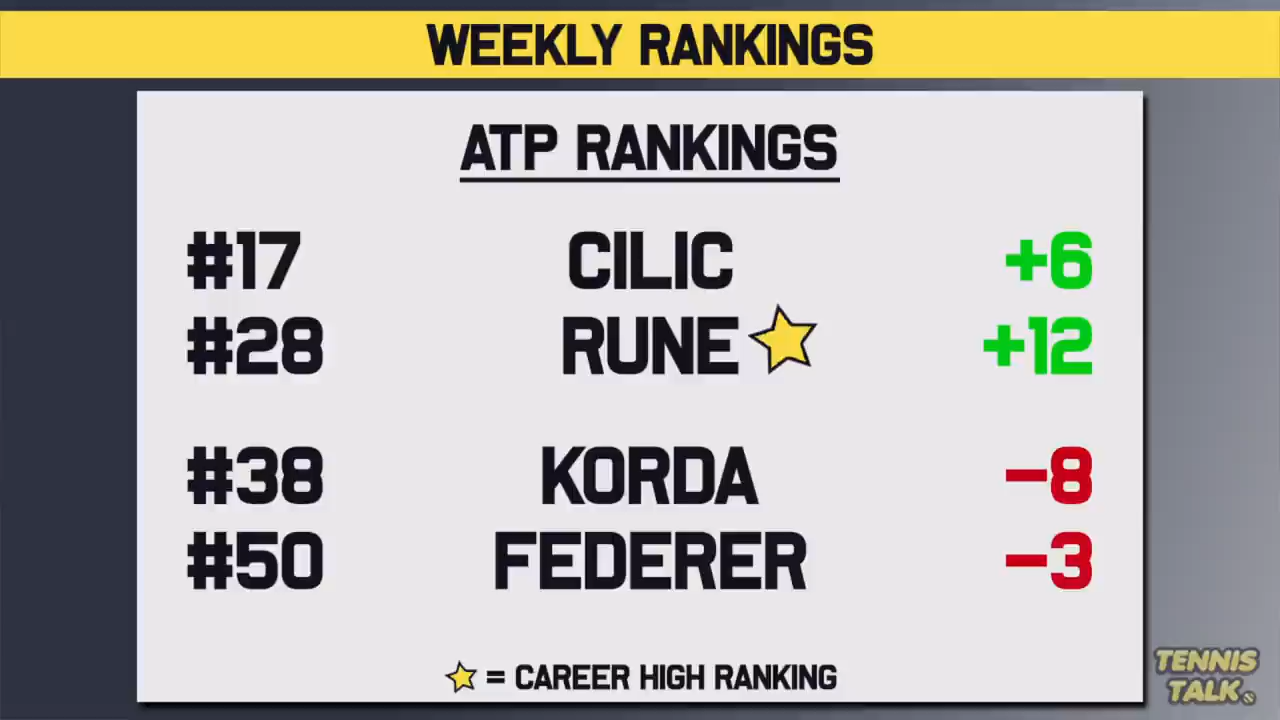 WEEKLY RANKINGS
ATP RANKINGS
#17 CILIC +6
#28 RUNE +12
#38 KORDA -8
#50 FEDERER -3
= CAREER HIGH RANKING
TENNIS
TALK